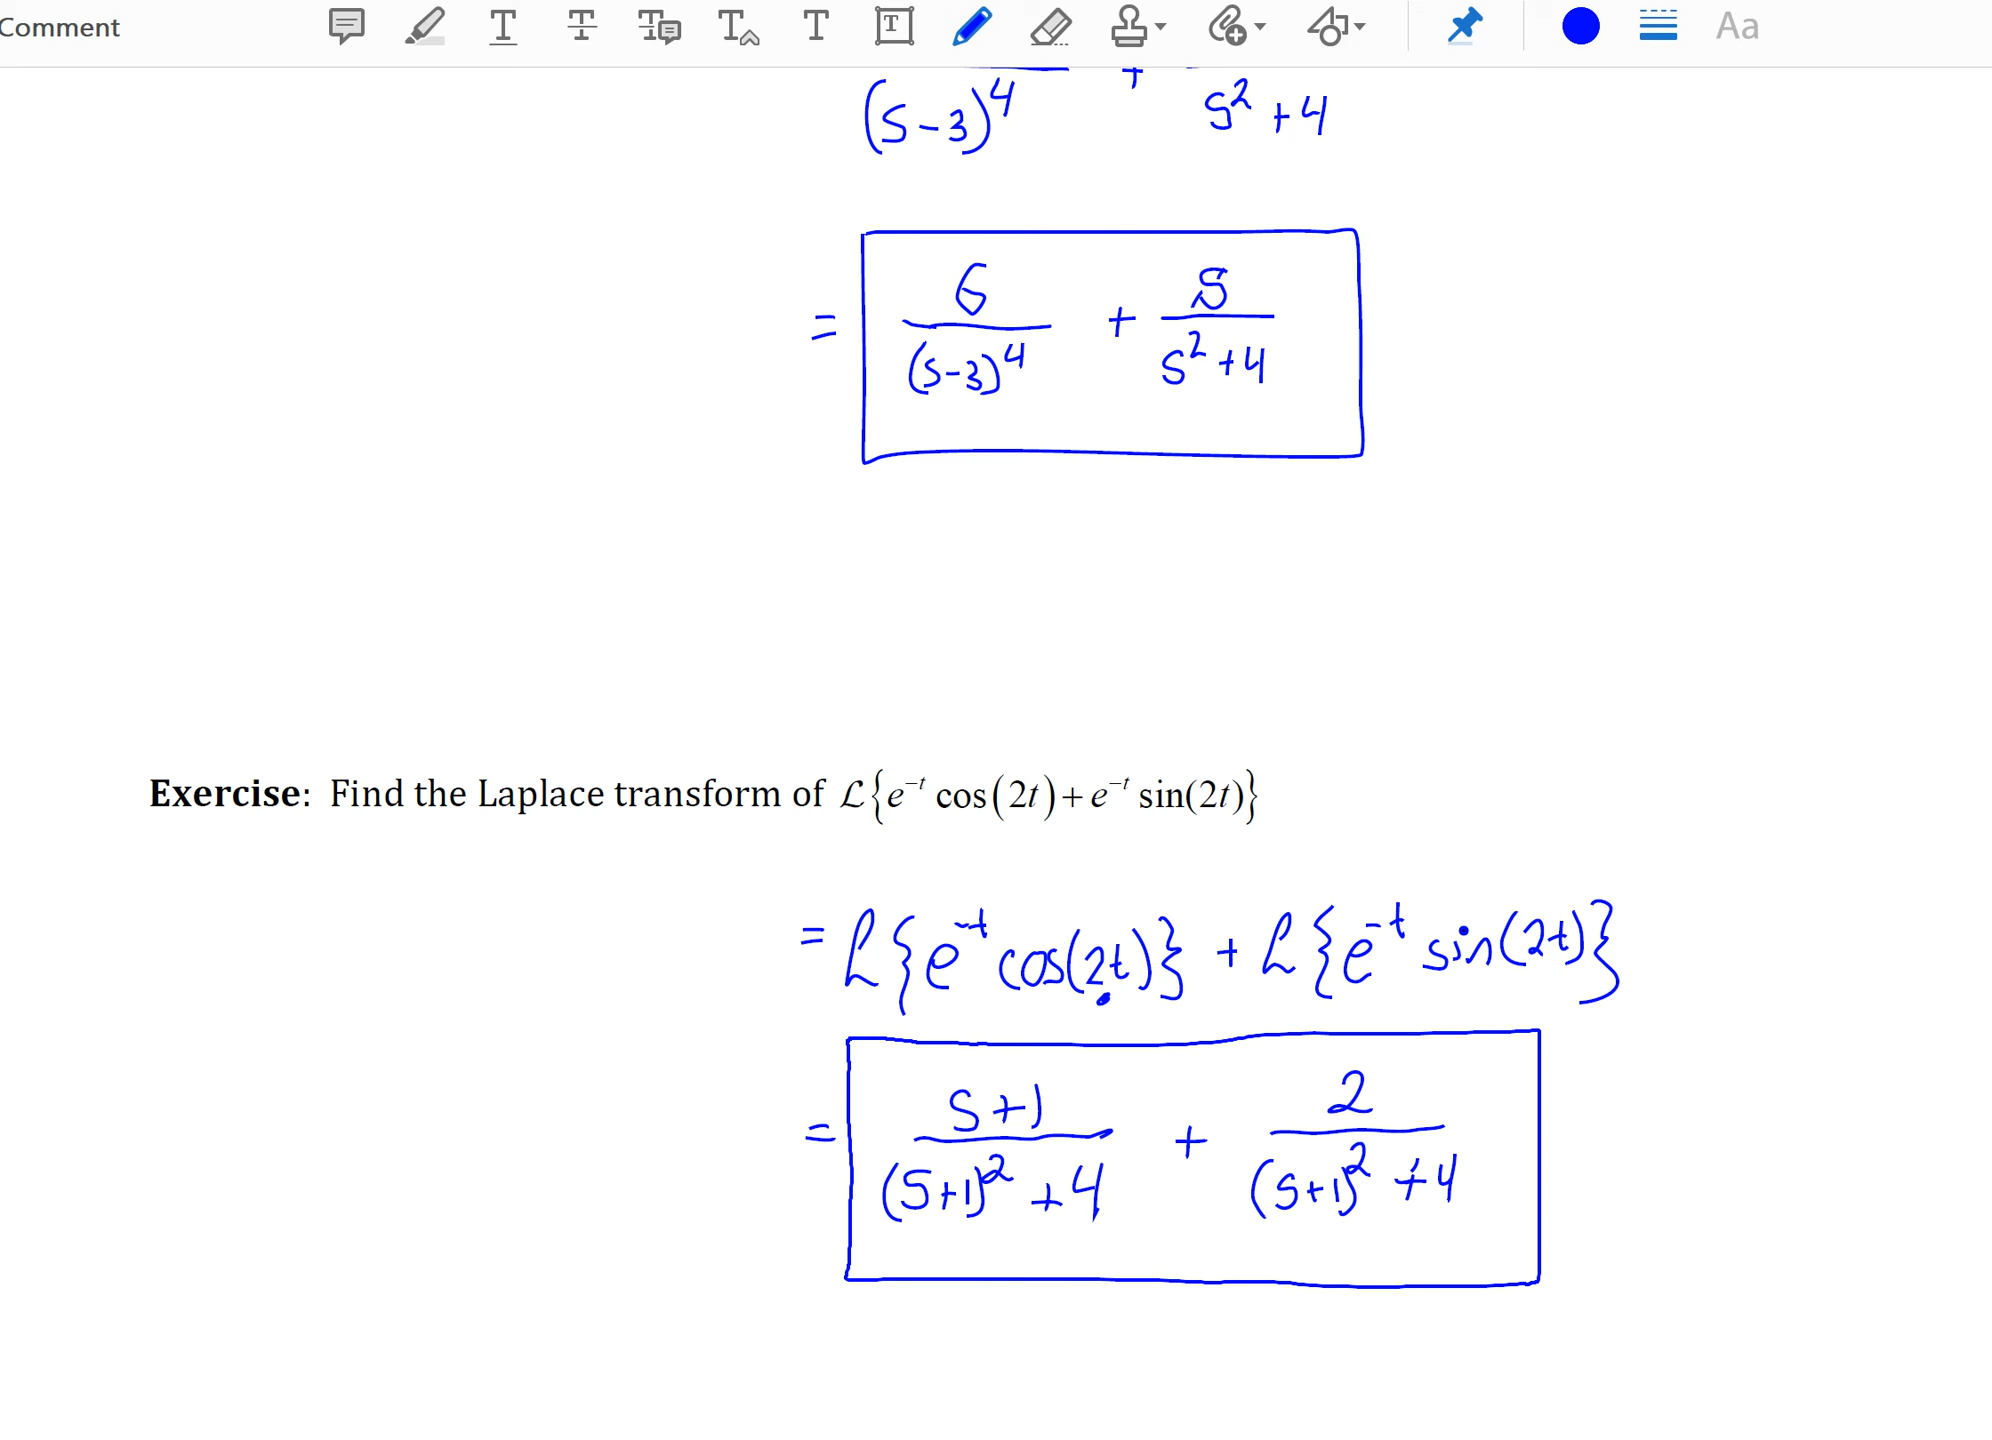 Comment
Aa
(s-3)^4 + s^2 + 4
= 6/(s-3)^4 + s/(s^2+4)
Exercise: Find the Laplace transform of ℒ{e^{-t} cos(2t) + e^{-t} sin(2t)}
= ℒ{e^{-t} cos(2t)} + ℒ{e^{-t} sin(2t)}
= (s+1)/((s+1)^2 + 4) + 2/((s+1)^2 + 4)